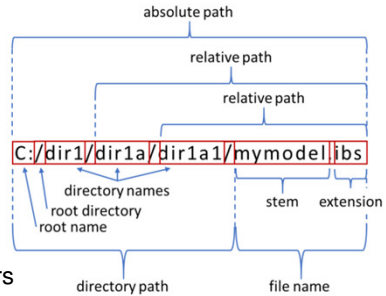 absolute path
relative path
relative path
C:/dir1/dir1a/dir1a1/mymodel.ibs
directory names
root directory
root name
stem
extension
rs
directory path
file name